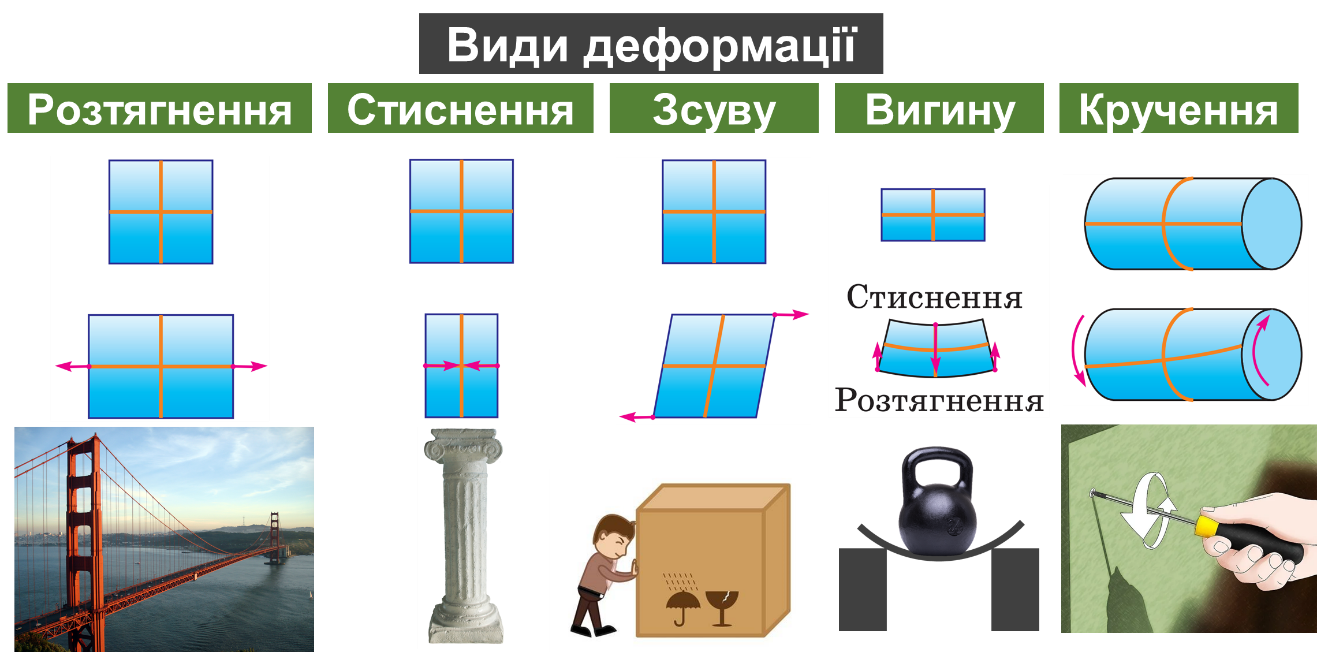 Види деформації
Розтягнення
Стиснення
Зсуву
Вигину
Кручення
Стиснення
Розтягнення